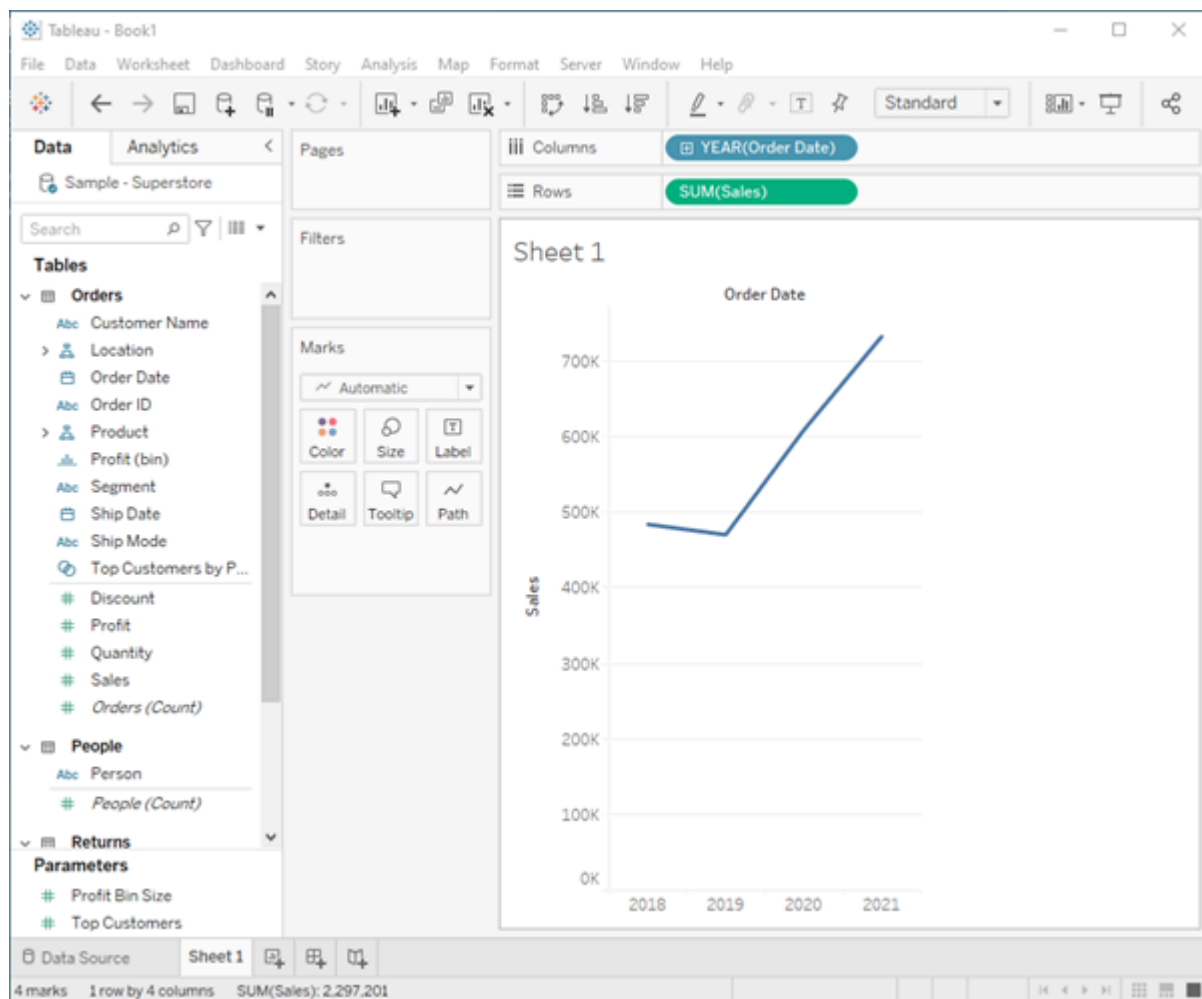 Tableau - Book1
File Data Worksheet Dashboard Story Analysis Map Format Server Window Help
Standard
Data Analytics
Sample - Superstore
Search
Tables
Orders
Abc Customer Name
Location
Order Date
Abc Order ID
Product
Profit (bin)
Abc Segment
Ship Date
Abc Ship Mode
Top Customers by P...
# Discount
# Profit
# Quantity
# Sales
# Orders (Count)
People
Abc Person
# People (Count)
Returns
Parameters
# Profit Bin Size
# Top Customers
Pages
Filters
Marks
Automatic
Color Size Label
Detail Tooltip Path
Columns YEAR(Order Date)
Rows SUM(Sales)
Sheet 1
Order Date
700K
600K
500K
400K
300K
200K
100K
0K
Sales
2018 2019 2020 2021
Data Source Sheet 1
4 marks 1 row by 4 columns SUM(Sales): 2,297,201